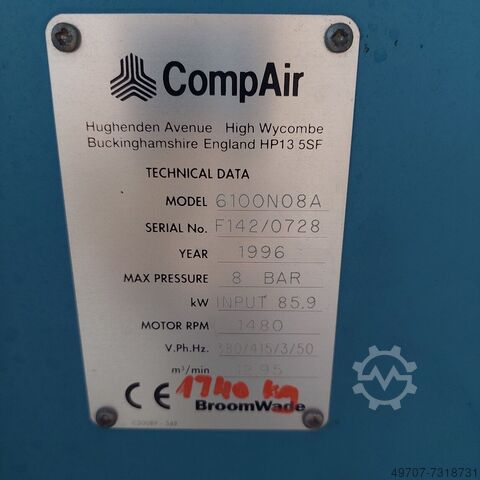 CompAir
Hughenden Avenue High Wycombe
Buckinghamshire England HP13 5SF
TECHNICAL DATA
MODEL 6100N08A
SERIAL No. F142/0728
YEAR 1996
MAX PRESSURE 8 BAR
kW INPUT 85.9
MOTOR RPM 1480
V.Ph.Hz. 380/415/3/50
m³/min
CE 1740 kg
BroomWade
49707-7318731